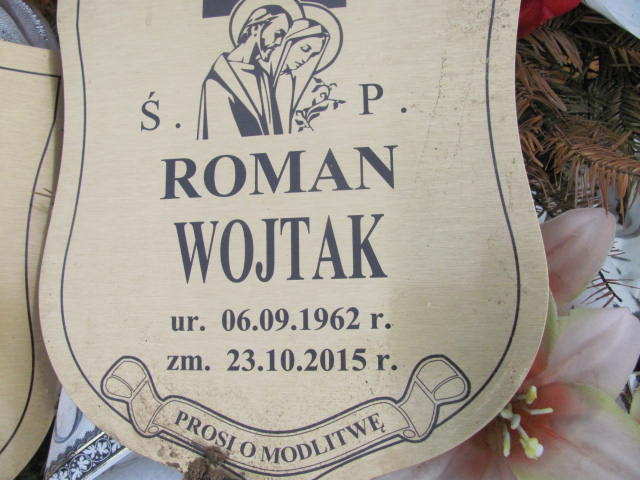 Ś. P.
ROMAN
WOJTAK
ur. 06.09.1962 r.
zm. 23.10.2015 r.
PROSI O MODLITWĘ